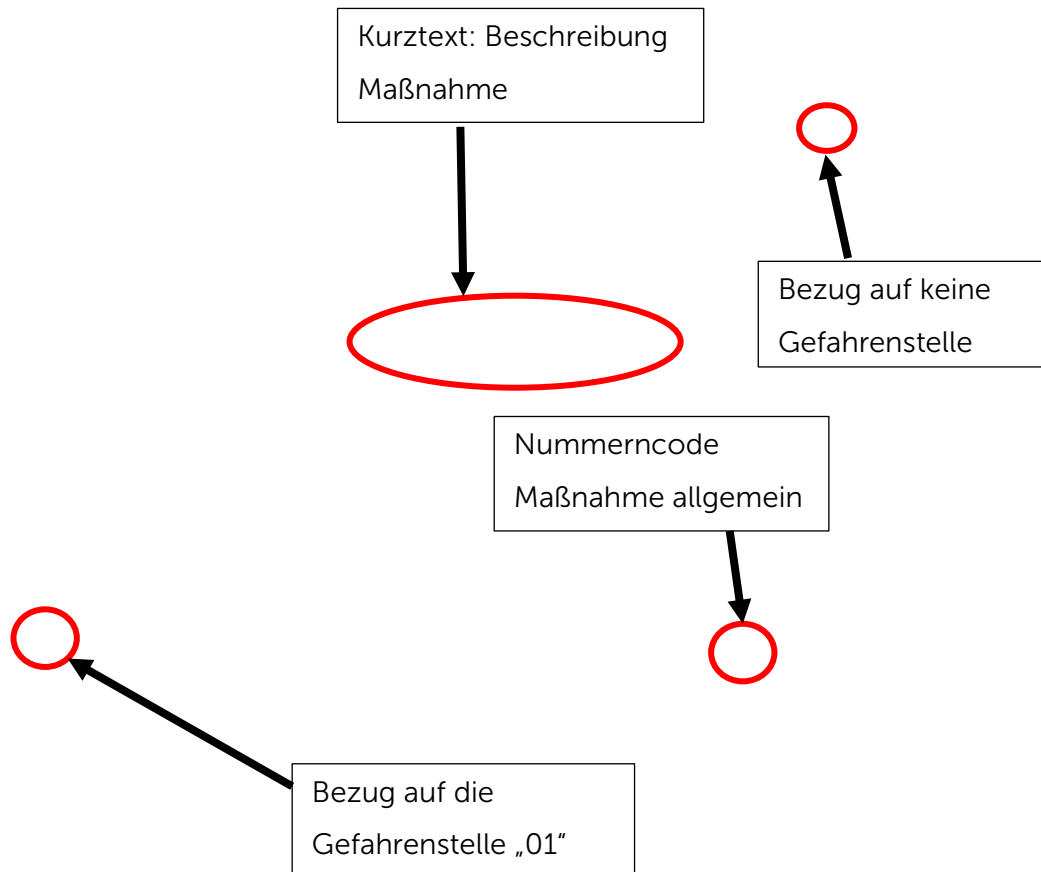 Kurztext: Beschreibung
Maßnahme
Bezug auf keine
Gefahrenstelle
Nummerncode
Maßnahme allgemein
Bezug auf die
Gefahrenstelle „01“